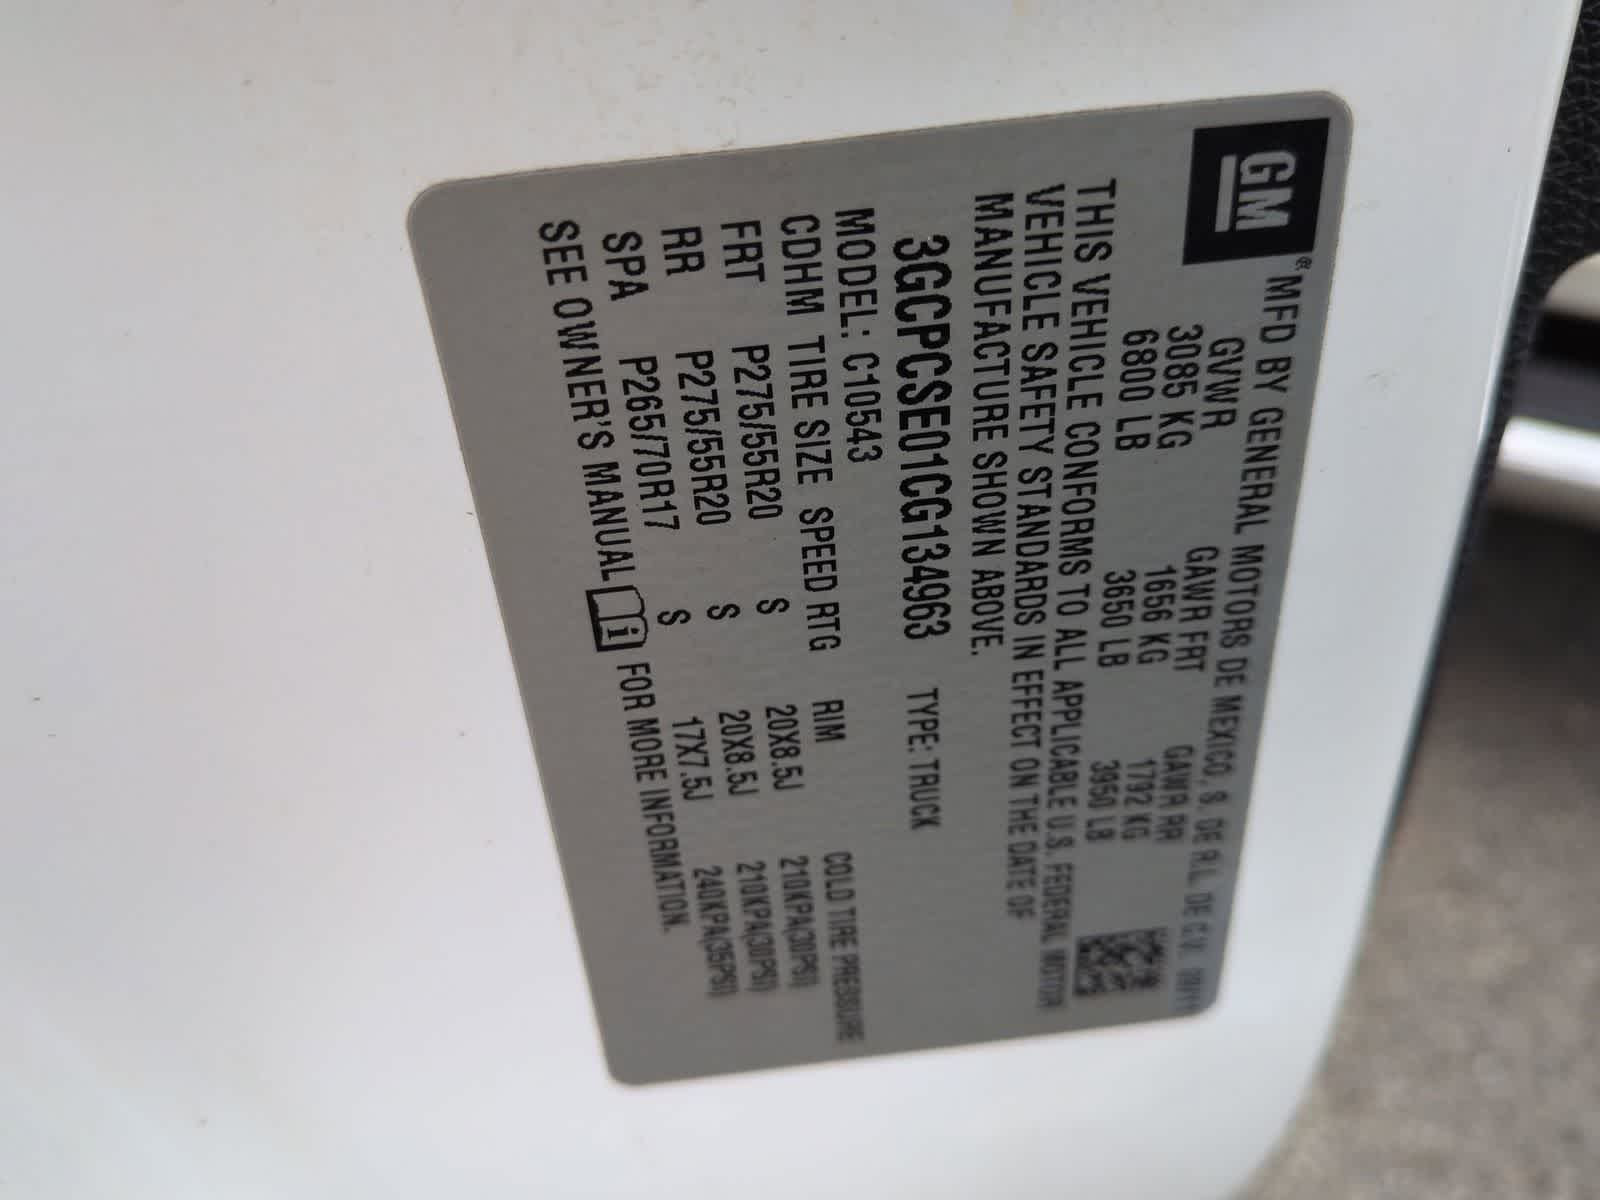 GM
® MFD BY GENERAL MOTORS DE MEXICO, S. DE R.L. DE C.V.
GVWR GAWR FRT GAWR RR
3085 KG 1656 KG 1792 KG
6800 LB 3650 LB 3950 LB
THIS VEHICLE CONFORMS TO ALL APPLICABLE U.S. FEDERAL MOTOR
VEHICLE SAFETY STANDARDS IN EFFECT ON THE DATE OF
MANUFACTURE SHOWN ABOVE.
3GCPCSE01CG134963 TYPE: TRUCK
MODEL: C10543
CDHM TIRE SIZE SPEED RTG RIM COLD TIRE PRESSURE
FRT P275/55R20 S 20X8.5J 210KPA(30PSI)
RR P275/55R20 S 20X8.5J 210KPA(30PSI)
SPA P265/70R17 S 17X7.5J 240KPA(35PSI)
SEE OWNER'S MANUAL i FOR MORE INFORMATION.